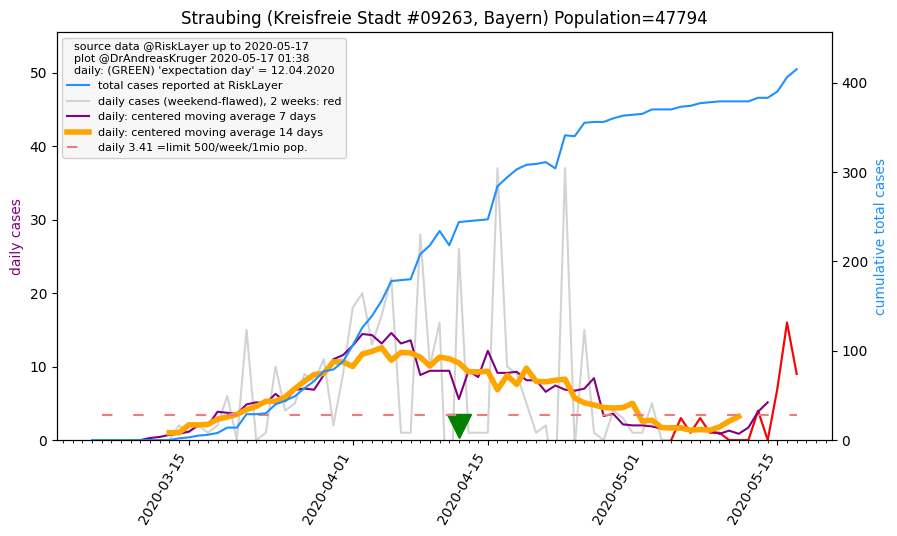 Straubing (Kreisfreie Stadt #09263, Bayern) Population=47794
source data @RiskLayer up to 2020-05-17
plot @DrAndreasKruger 2020-05-17 01:38
daily: (GREEN) 'expectation day' = 12.04.2020
total cases reported at RiskLayer
daily cases (weekend-flawed), 2 weeks: red
daily: centered moving average 7 days
daily: centered moving average 14 days
daily 3.41 =limit 500/week/1mio pop.
daily cases
50
40
30
20
10
0
cumulative total cases
400
300
200
100
0
2020-03-15
2020-04-01
2020-04-15
2020-05-01
2020-05-15